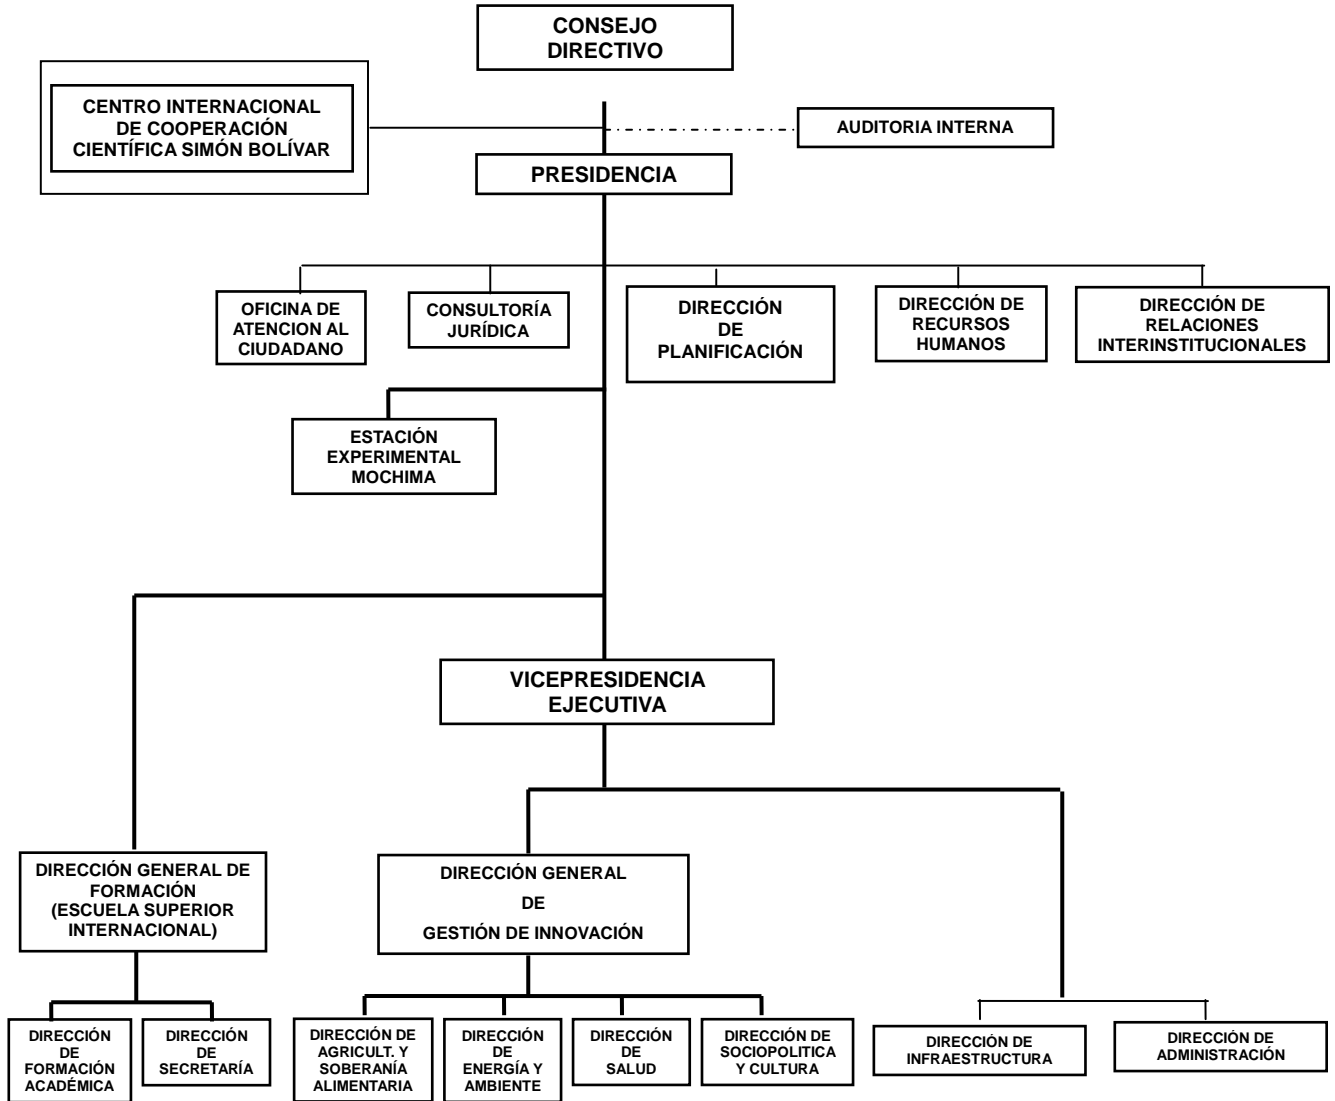 CONSEJO
DIRECTIVO
CENTRO INTERNACIONAL
DE COOPERACIÓN
CIENTÍFICA SIMÓN BOLÍVAR
AUDITORIA INTERNA
PRESIDENCIA
OFICINA DE
ATENCION AL
CIUDADANO
CONSULTORÍA
JURÍDICA
DIRECCIÓN
DE
PLANIFICACIÓN
DIRECCIÓN DE
RECURSOS
HUMANOS
DIRECCIÓN DE
RELACIONES
INTERINSTITUCIONALES
ESTACIÓN
EXPERIMENTAL
MOCHIMA
VICEPRESIDENCIA
EJECUTIVA
DIRECCIÓN GENERAL DE
FORMACIÓN
(ESCUELA SUPERIOR
INTERNACIONAL)
DIRECCIÓN GENERAL
DE
GESTIÓN DE INNOVACIÓN
DIRECCIÓN
DE
FORMACIÓN
ACADÉMICA
DIRECCIÓN
DE
SECRETARÍA
DIRECCIÓN DE
AGRICULT. Y
SOBERANÍA
ALIMENTARIA
DIRECCIÓN
DE
ENERGÍA Y
AMBIENTE
DIRECCIÓN
DE
SALUD
DIRECCIÓN DE
SOCIOPOLITICA
Y CULTURA
DIRECCIÓN DE
INFRAESTRUCTURA
DIRECCIÓN DE
ADMINISTRACIÓN